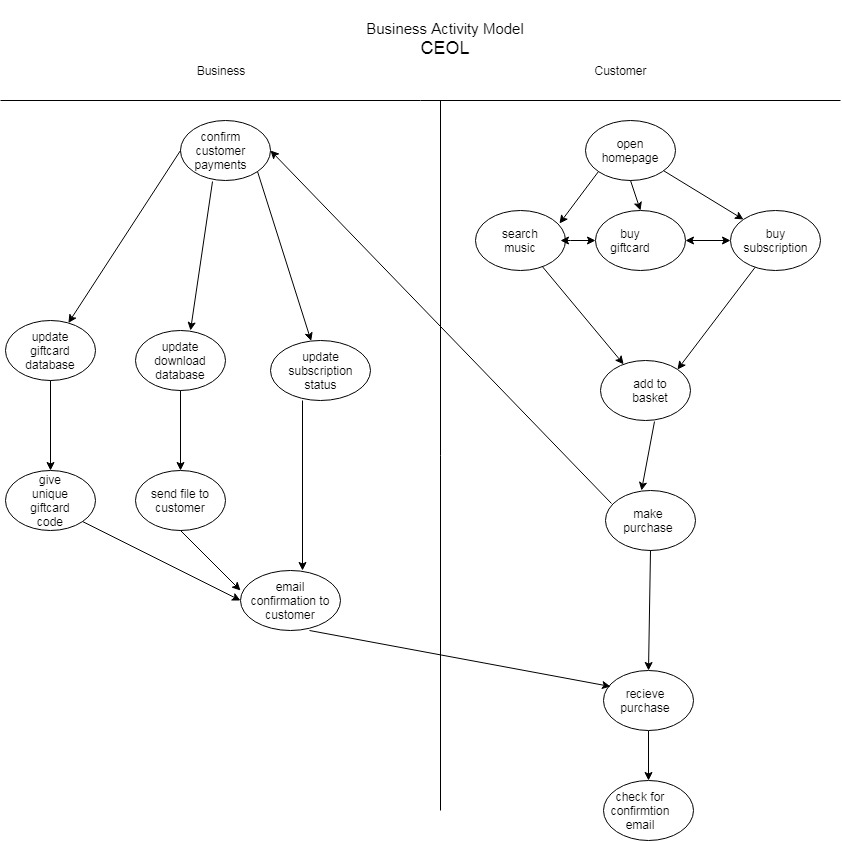 Business Activity Model
CEOL
Business
Customer
confirm
customer
payments
open
homepage
search
music
buy
giftcard
buy
subscription
update
giftcard
database
update
download
database
update
subscription
status
add to
basket
give
unique
giftcard
code
send file to
customer
make
purchase
email
confirmation to
customer
recieve
purchase
check for
confirmtion
email